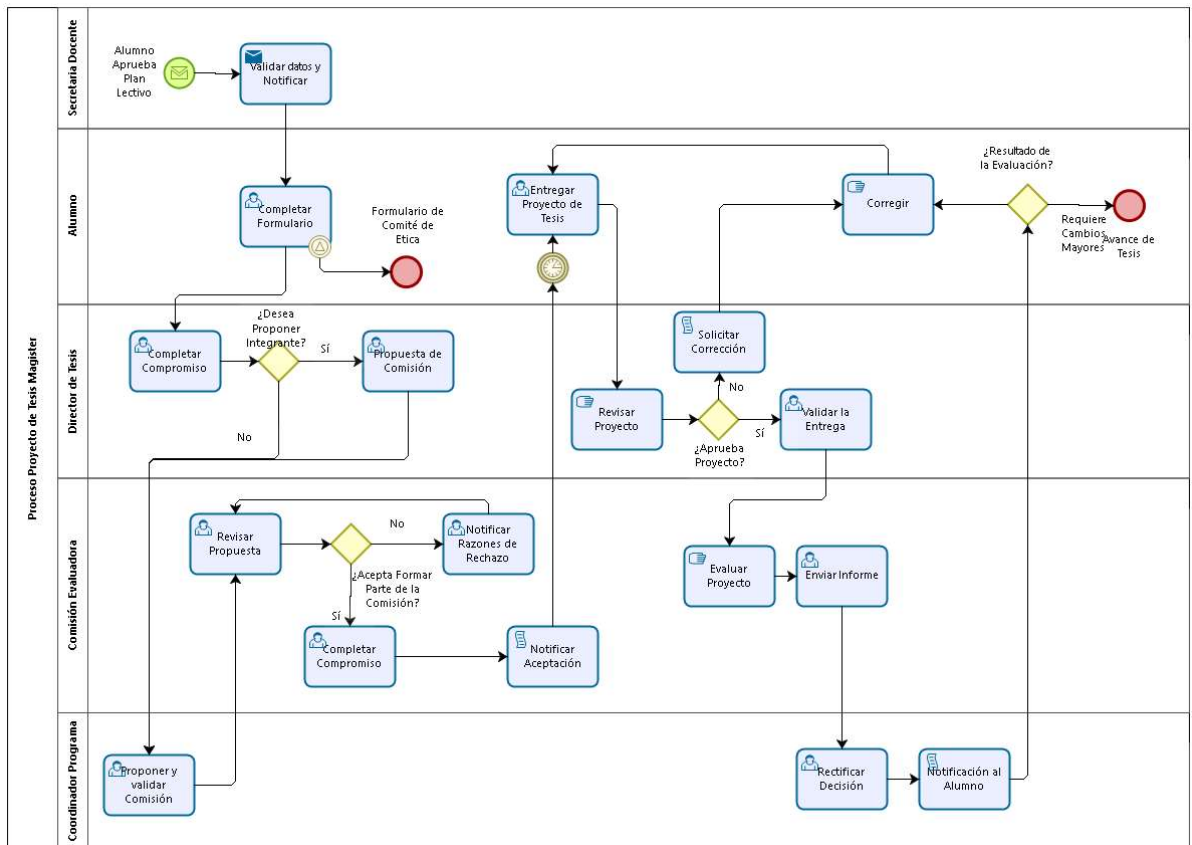 Proceso Proyecto de Tesis Magister
Secretaria Docente
Alumno
Aprueba
Plan
Lectivo
Validar datos y
Notificar
Alumno
Completar
Formulario
Formulario de
Comité de
Etica
Entregar
Proyecto de
Tesis
Corregir
¿Resultado de
la Evaluación?
Requiere
Cambios
Mayores
Avance de
Tesis
Director de Tesis
Completar
Compromiso
¿Desea
Proponer
Integrante?
Sí
No
Propuesta de
Comisión
Solicitar
Corrección
No
Revisar
Proyecto
¿Aprueba
Proyecto?
Sí
Validar la
Entrega
Comisión Evaluadora
Revisar
Propuesta
No
Notificar
Razones de
Rechazo
¿Acepta Formar
Parte de la
Comisión?
Sí
Completar
Compromiso
Notificar
Aceptación
Evaluar
Proyecto
Enviar Informe
Coordinador Programa
Proponer y
validar
Comisión
Rectificar
Decisión
Notificación al
Alumno